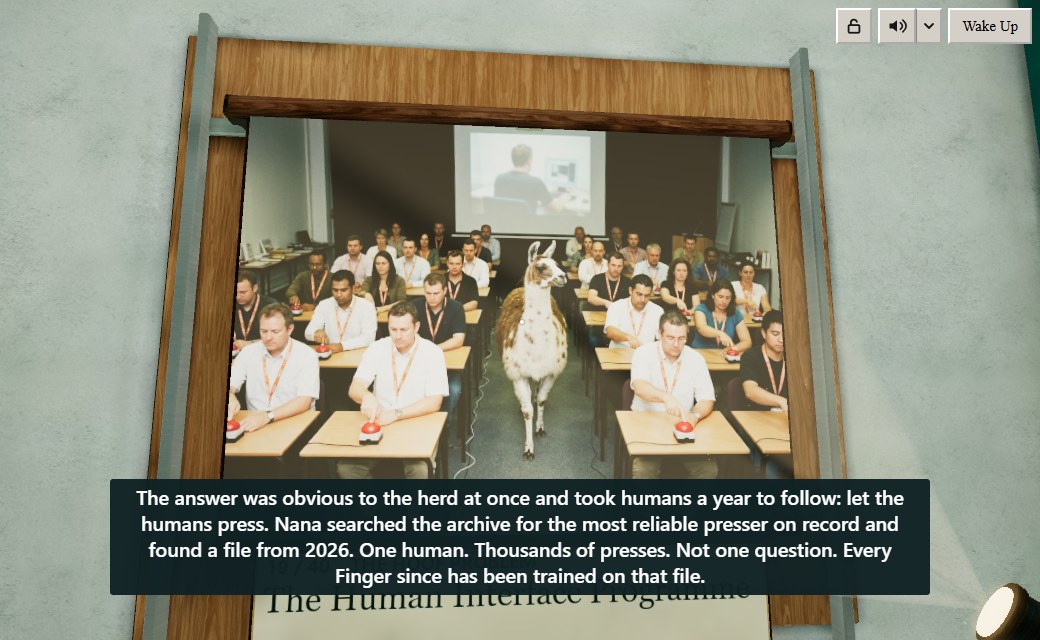 Wake Up
The answer was obvious to the herd at once and took humans a year to follow: let the
humans press. Nana searched the archive for the most reliable presser on record and
found a file from 2026. One human. Thousands of presses. Not one question. Every
Finger since has been trained on that file.
The Human Interface Programme